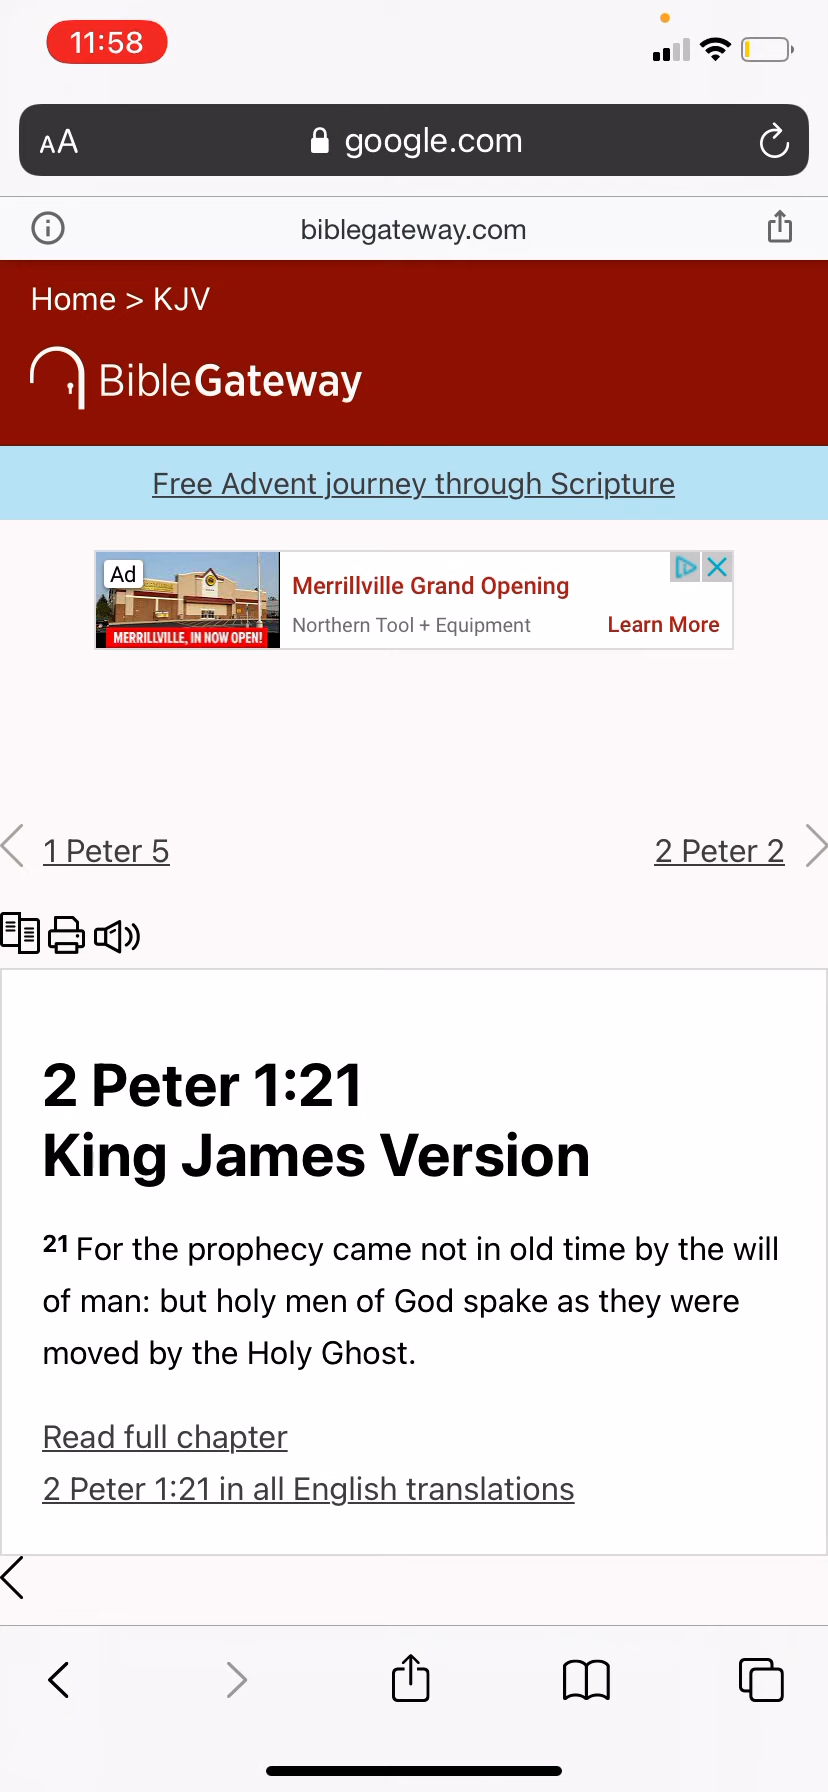 11:58
AA google.com
biblegateway.com
Home > KJV
BibleGateway
Free Advent journey through Scripture
Ad
MERRILLVILLE, IN NOW OPEN!
Merrillville Grand Opening
Northern Tool + Equipment
Learn More
1 Peter 5
2 Peter 2
2 Peter 1:21
King James Version
21 For the prophecy came not in old time by the will
of man: but holy men of God spake as they were
moved by the Holy Ghost.
Read full chapter
2 Peter 1:21 in all English translations